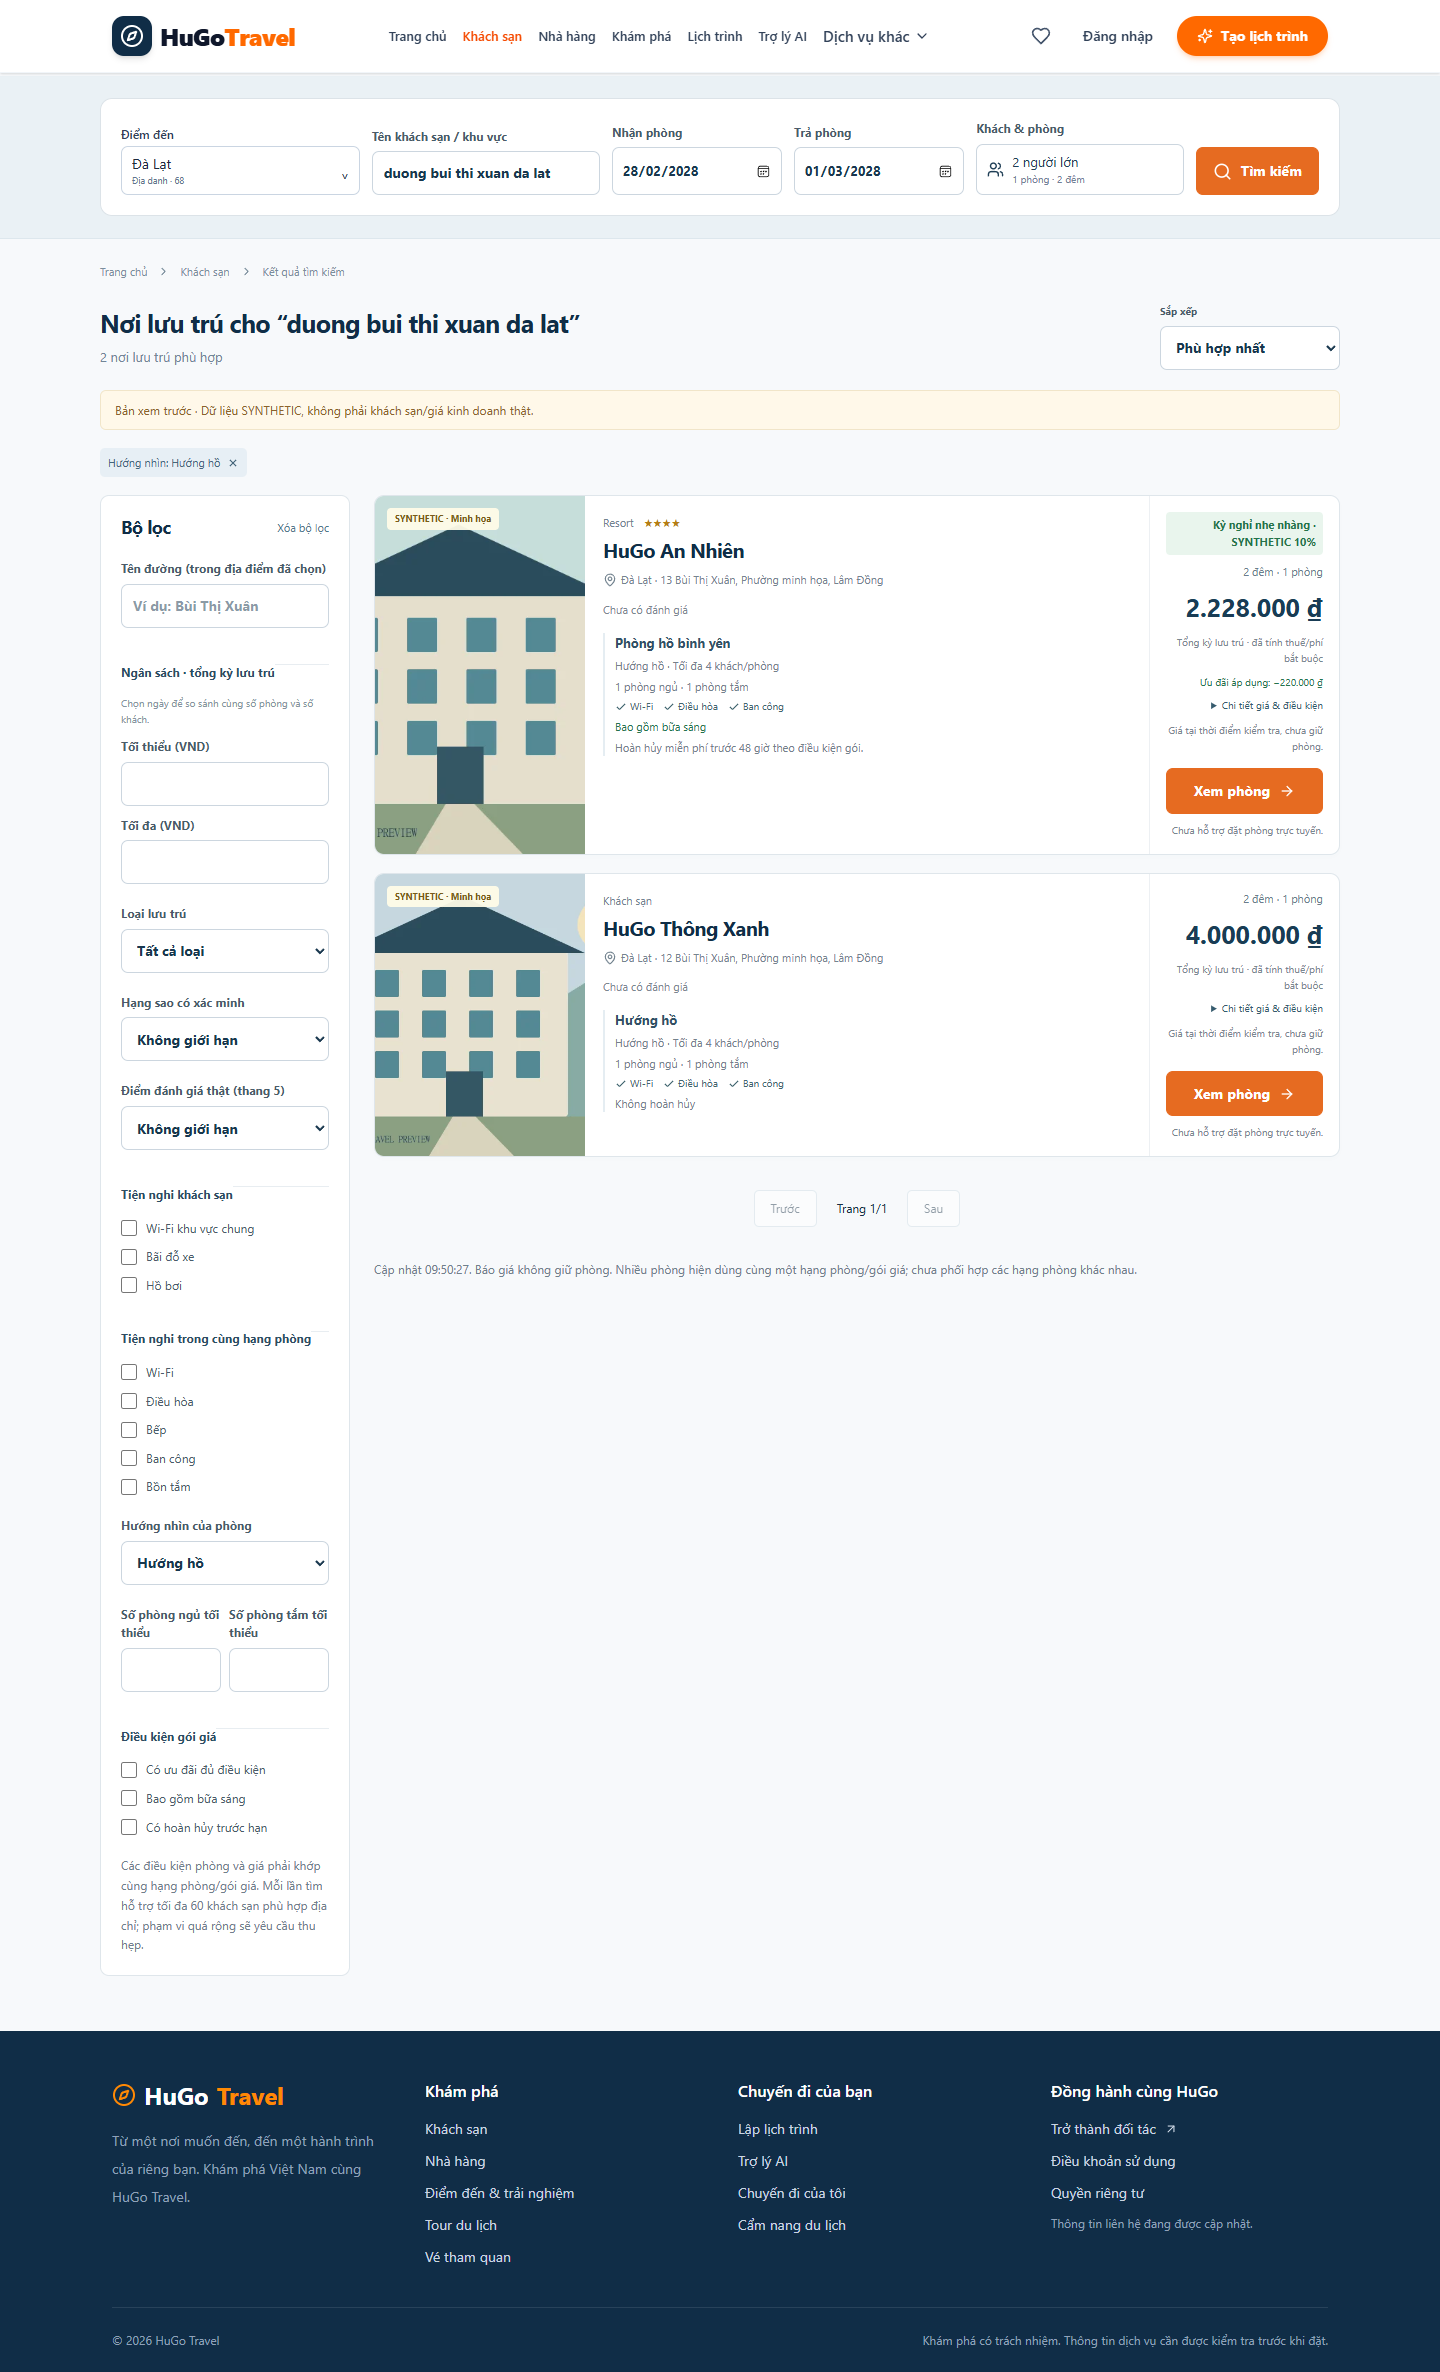 HuGoTravel
Trang chủ
Khách sạn
Nhà hàng
Khám phá
Lịch trình
Trợ lý AI
Dịch vụ khác
Đăng nhập
Tạo lịch trình
Điểm đến
Đà Lạt
Địa danh · 68
Tên khách sạn / khu vực
duong bui thi xuan da lat
Nhận phòng
28/02/2028
Trả phòng
01/03/2028
Khách & phòng
2 người lớn
1 phòng · 2 đêm
Tìm kiếm
Trang chủ > Khách sạn > Kết quả tìm kiếm
Nơi lưu trú cho “duong bui thi xuan da lat”
2 nơi lưu trú phù hợp
Sắp xếp
Phù hợp nhất
Bản xem trước · Dữ liệu SYNTHETIC, không phải khách sạn/giá kinh doanh thật.
Hướng nhìn: Hướng hồ ×
Bộ lọc
Xóa bộ lọc
Tên đường (trong địa điểm đã chọn)
Ví dụ: Bùi Thị Xuân
Ngân sách · tổng kỳ lưu trú
Chọn ngày để so sánh cùng số phòng và số
khách.
Tối thiểu (VND)
Tối đa (VND)
Loại lưu trú
Tất cả loại
Hạng sao có xác minh
Không giới hạn
Điểm đánh giá thật (thang 5)
Không giới hạn
Tiện nghi khách sạn
Wi-Fi khu vực chung
Bãi đỗ xe
Hồ bơi
Tiện nghi trong cùng hạng phòng
Wi-Fi
Điều hòa
Bếp
Ban công
Bồn tắm
Hướng nhìn của phòng
Hướng hồ
Số phòng ngủ tối
thiểu
Số phòng tắm tối
thiểu
Điều kiện gói giá
Có ưu đãi đủ điều kiện
Bao gồm bữa sáng
Có hoàn hủy trước hạn
Các điều kiện phòng và giá phải khớp
cùng hạng phòng/gói giá. Mỗi lần tìm
hỗ trợ tối đa 60 khách sạn phù hợp địa
chỉ; phạm vi quá rộng sẽ yêu cầu thu
hẹp.
SYNTHETIC · Minh họa
PREVIEW
Resort ★★★★
HuGo An Nhiên
Đà Lạt · 13 Bùi Thị Xuân, Phường minh họa, Lâm Đồng
Chưa có đánh giá
Phòng hồ bình yên
Hướng hồ · Tối đa 4 khách/phòng
1 phòng ngủ · 1 phòng tắm
✓ Wi-Fi ✓ Điều hòa ✓ Ban công
Bao gồm bữa sáng
Hoàn hủy miễn phí trước 48 giờ theo điều kiện gói.
Kỳ nghỉ nhẹ nhàng ·
SYNTHETIC 10%
2 đêm · 1 phòng
2.228.000 ₫
Tổng kỳ lưu trú · đã tính thuế/phí
bắt buộc
Ưu đãi áp dụng: −220.000 ₫
▶ Chi tiết giá & điều kiện
Giá tại thời điểm kiểm tra, chưa giữ
phòng.
Xem phòng →
Chưa hỗ trợ đặt phòng trực tuyến.
SYNTHETIC · Minh họa
AVEL PREVIEW
Khách sạn
HuGo Thông Xanh
Đà Lạt · 12 Bùi Thị Xuân, Phường minh họa, Lâm Đồng
Chưa có đánh giá
Hướng hồ
Hướng hồ · Tối đa 4 khách/phòng
1 phòng ngủ · 1 phòng tắm
✓ Wi-Fi ✓ Điều hòa ✓ Ban công
Không hoàn hủy
2 đêm · 1 phòng
4.000.000 ₫
Tổng kỳ lưu trú · đã tính thuế/phí
bắt buộc
▶ Chi tiết giá & điều kiện
Giá tại thời điểm kiểm tra, chưa giữ
phòng.
Xem phòng →
Chưa hỗ trợ đặt phòng trực tuyến.
Trước
Trang 1/1
Sau
Cập nhật 09:50:27. Báo giá không giữ phòng. Nhiều phòng hiện dùng cùng một hạng phòng/gói giá; chưa phối hợp các hạng phòng khác nhau.
HuGo Travel
Từ một nơi muốn đến, đến một hành trình
của riêng bạn. Khám phá Việt Nam cùng
HuGo Travel.
Khám phá
Khách sạn
Nhà hàng
Điểm đến & trải nghiệm
Tour du lịch
Vé tham quan
Chuyến đi của bạn
Lập lịch trình
Trợ lý AI
Chuyến đi của tôi
Cẩm nang du lịch
Đồng hành cùng HuGo
Trở thành đối tác
Điều khoản sử dụng
Quyền riêng tư
Thông tin liên hệ đang được cập nhật.
© 2026 HuGo Travel
Khám phá có trách nhiệm. Thông tin dịch vụ cần được kiểm tra trước khi đặt.